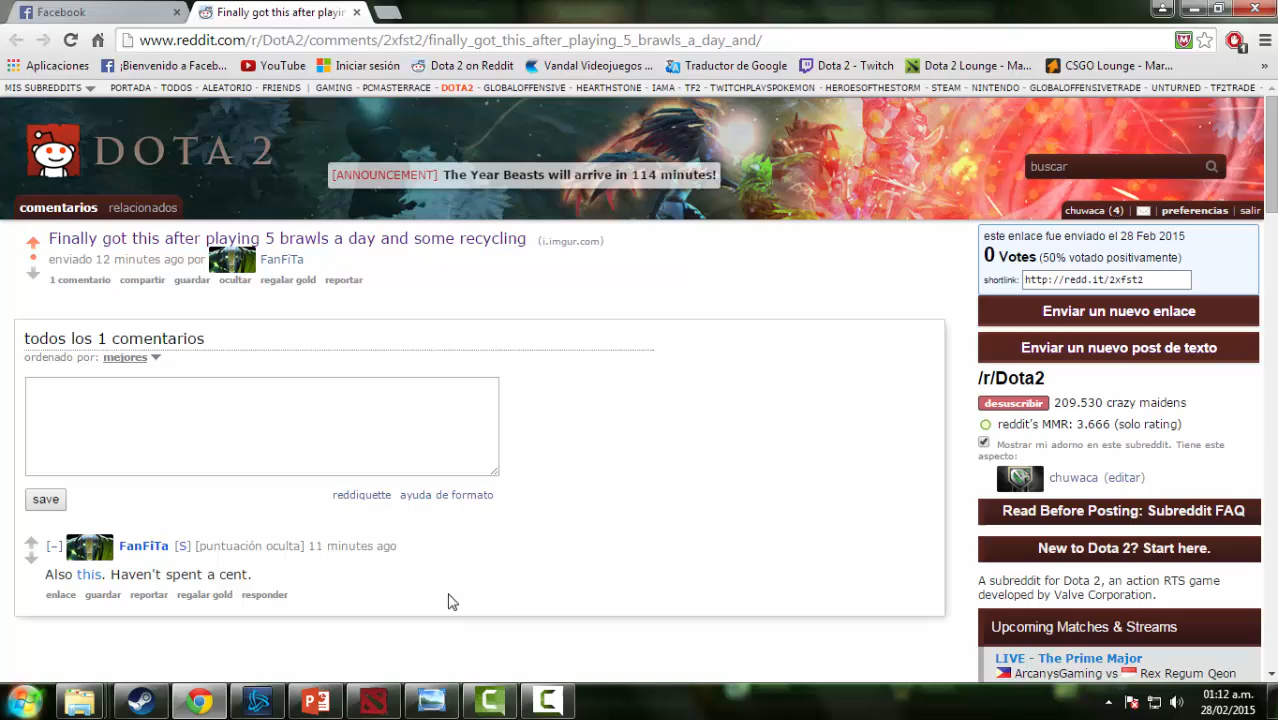 Facebook
Finally got this after playin
www.reddit.com/r/DotA2/comments/2xfst2/finally_got_this_after_playing_5_brawls_a_day_and/
Aplicaciones ¡Bienvenido a Faceb... YouTube Iniciar sesión Dota 2 on Reddit Vandal Videojuegos ... Traductor de Google Dota 2 - Twitch Dota 2 Lounge - Ma... CSGO Lounge - Mar... »
MIS SUBREDDITS PORTADA - TODOS - ALEATORIO - FRIENDS | GAMING - PCMASTERRACE - DOTA2 - GLOBALOFFENSIVE - HEARTHSTONE - IAMA - TF2 - TWITCHPLAYSPOKEMON - HEROESOFTHESTORM - STEAM - NINTENDO - GLOBALOFFENSIVETRADE - UNTURNED - TF2TRADE
DOTA 2
[ANNOUNCEMENT] The Year Beasts will arrive in 114 minutes!
buscar
comentarios relacionados
chuwaca (4) | preferencias | salir
Finally got this after playing 5 brawls a day and some recycling (i.imgur.com)
enviado 12 minutes ago por FanFiTa
1 comentario compartir guardar ocultar regalar gold reportar
todos los 1 comentarios
ordenado por: mejores
save
reddiquette ayuda de formato
[–] FanFiTa [S] [puntuación oculta] 11 minutes ago
Also this. Haven't spent a cent.
enlace guardar reportar regalar gold responder
este enlace fue enviado el 28 Feb 2015
0 Votes (50% votado positivamente)
shortlink: http://redd.it/2xfst2
Enviar un nuevo enlace
Enviar un nuevo post de texto
/r/Dota2
desuscribir 209.530 crazy maidens
reddit's MMR: 3.666 (solo rating)
Mostrar mi adorno en este subreddit. Tiene este
aspecto:
chuwaca (editar)
Read Before Posting: Subreddit FAQ
New to Dota 2? Start here.
A subreddit for Dota 2, an action RTS game
developed by Valve Corporation.
Upcoming Matches & Streams
LIVE - The Prime Major
ArcanysGaming vs Rex Regum Qeon
01:12 a.m.
28/02/2015